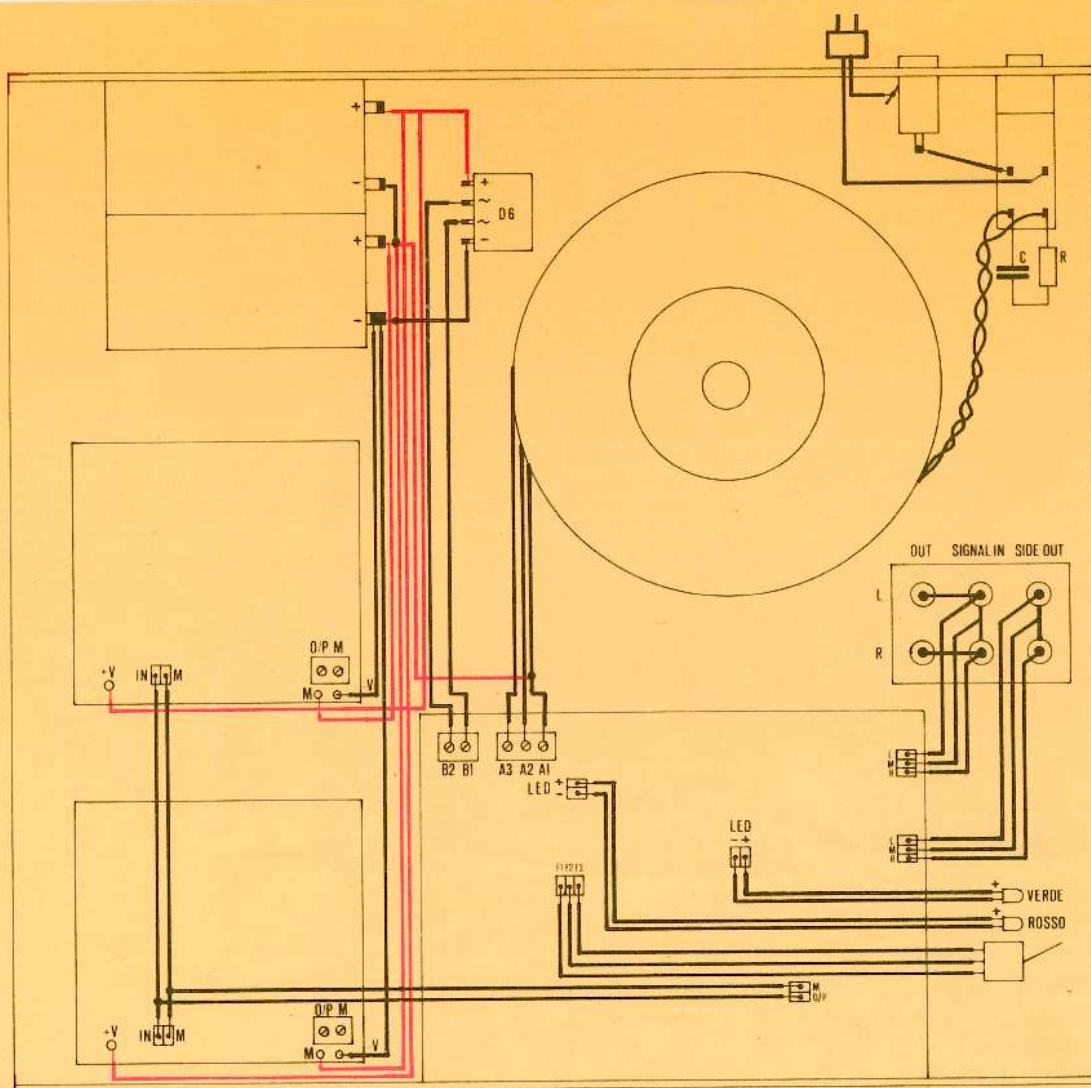 +
-
+
-
+
~
~
-
D6
C
R
OUT SIGNAL IN SIDE OUT
L
R
O/P M
+V
IN M
M
V
B2 B1
A3 A2 A1
LED + -
L
M
R
LED
- +
L
M
R
F1 F2 F3
+
VERDE
+
ROSSO
M
O/P
O/P M
+V
IN M
M
V